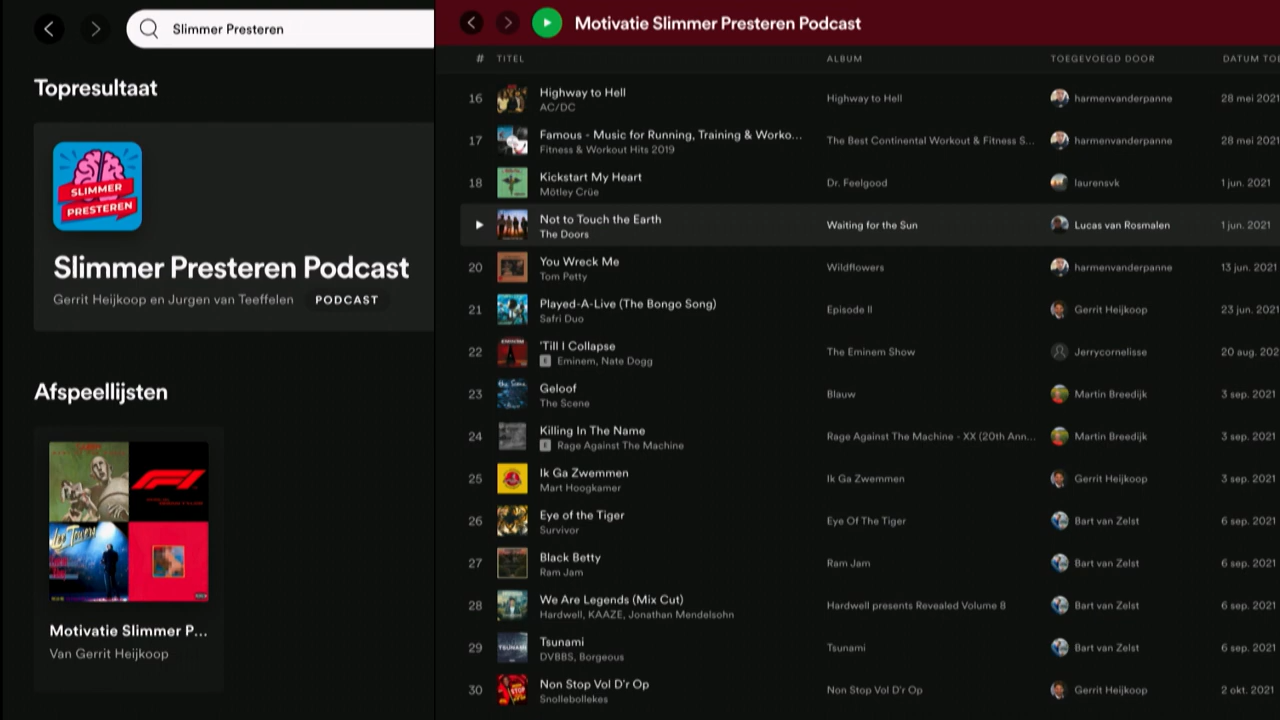 Slimmer Presteren
Topresultaat
SLIMMER
PRESTEREN
Slimmer Presteren Podcast
Gerrit Heijkoop en Jurgen van Teeffelen PODCAST
Afspeellijsten
Motivatie Slimmer P...
Van Gerrit Heijkoop
Motivatie Slimmer Presteren Podcast
# TITEL ALBUM TOEGEVOEGD DOOR DATUM TOE
16 Highway to Hell Highway to Hell harmenvanderpanne 28 mei 2021
AC/DC
17 Famous - Music for Running, Training & Worko... The Best Continental Workout & Fitness S... harmenvanderpanne 28 mei 2021
Fitness & Workout Hits 2019
18 Kickstart My Heart Dr. Feelgood laurensvk 1 jun. 2021
Mötley Crüe
Not to Touch the Earth Waiting for the Sun Lucas van Rosmalen 1 jun. 2021
The Doors
20 You Wreck Me Wildflowers harmenvanderpanne 13 jun. 2021
Tom Petty
21 Played-A-Live (The Bongo Song) Episode II Gerrit Heijkoop 23 jun. 2021
Safri Duo
22 'Till I Collapse The Eminem Show Jerrycornelisse 20 aug. 202
E Eminem, Nate Dogg
23 Geloof Blauw Martin Breedijk 3 sep. 2021
The Scene
24 Killing In The Name Rage Against The Machine - XX (20th Ann... Martin Breedijk 3 sep. 2021
E Rage Against The Machine
25 Ik Ga Zwemmen Ik Ga Zwemmen Gerrit Heijkoop 3 sep. 2021
Mart Hoogkamer
26 Eye of the Tiger Eye Of The Tiger Bart van Zelst 6 sep. 2021
Survivor
27 Black Betty Ram Jam Bart van Zelst 6 sep. 2021
Ram Jam
28 We Are Legends (Mix Cut) Hardwell presents Revealed Volume 8 Bart van Zelst 6 sep. 2021
Hardwell, KAAZE, Jonathan Mendelsohn
29 Tsunami Tsunami Bart van Zelst 6 sep. 2021
DVBBS, Borgeous
30 Non Stop Vol D'r Op Non Stop Vol D'r Op Gerrit Heijkoop 2 okt. 2021
Snollebollekes